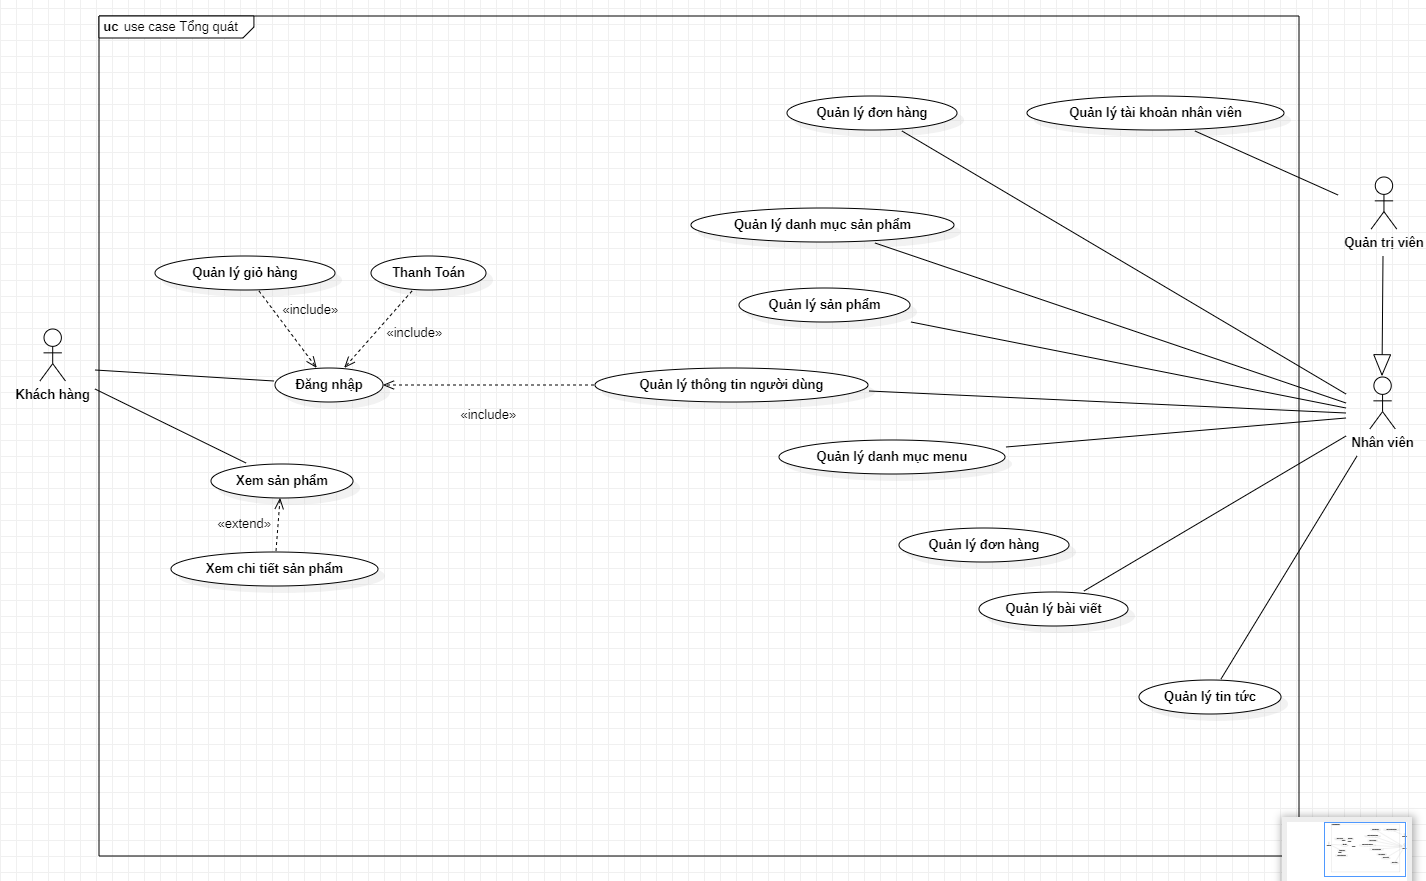 uc use case Tổng quát
Quản lý đơn hàng
Quản lý tài khoản nhân viên
Quản lý danh mục sản phẩm
Quản trị viên
Quản lý giỏ hàng
Thanh Toán
«include»
Quản lý sản phẩm
«include»
Khách hàng
Đăng nhập
Quản lý thông tin người dùng
«include»
Nhân viên
Quản lý danh mục menu
Xem sản phẩm
«extend»
Quản lý đơn hàng
Xem chi tiết sản phẩm
Quản lý bài viết
Quản lý tin tức